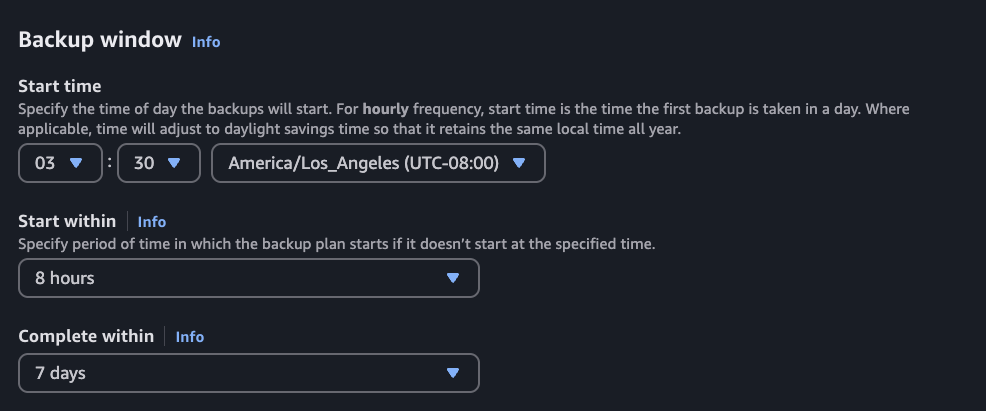 Backup window Info
Start time
Specify the time of day the backups will start. For hourly frequency, start time is the time the first backup is taken in a day. Where
applicable, time will adjust to daylight savings time so that it retains the same local time all year.
03 : 30 America/Los_Angeles (UTC-08:00)
Start within Info
Specify period of time in which the backup plan starts if it doesn’t start at the specified time.
8 hours
Complete within Info
7 days